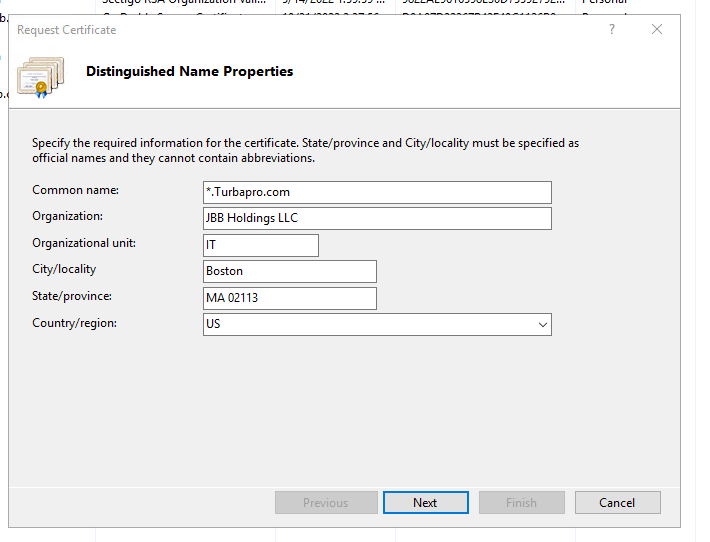 Request Certificate ? ×
Distinguished Name Properties
Specify the required information for the certificate. State/province and City/locality must be specified as
official names and they cannot contain abbreviations.
Common name: *.Turbapro.com
Organization: JBB Holdings LLC
Organizational unit: IT
City/locality Boston
State/province: MA 02113
Country/region: US
Previous Next Finish Cancel